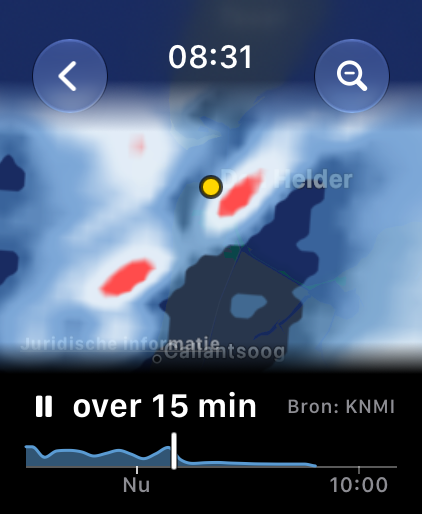 08:31
Den Helder
Juridische Informatie
Callantsoog
over 15 min
Bron: KNMI
Nu
10:00